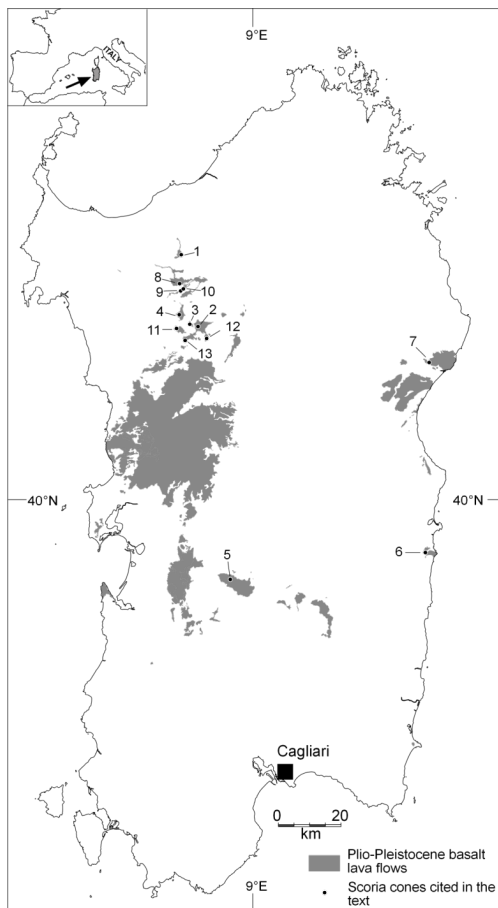 9°E
ITALY
1
8
9 10
4 3 2
11 12
13
7
40°N 40°N
5
6
Cagliari
0 20
km
Plio-Pleistocene basalt
lava flows
Scoria cones cited in the
text
9°E